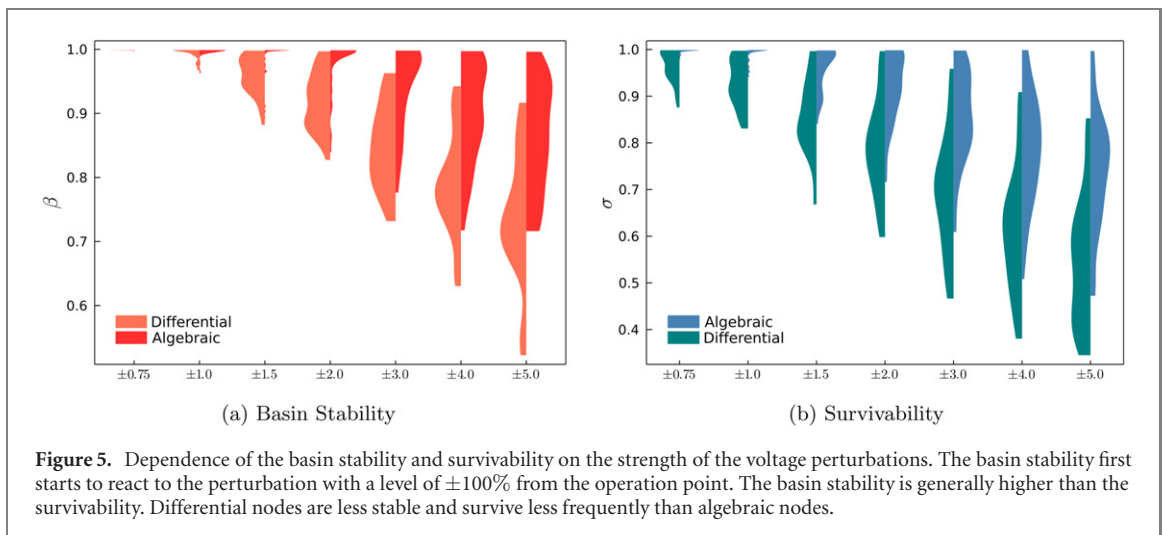 1.0
0.9
0.8
0.7
0.6
β
Differential
Algebraic
±0.75 ±1.0 ±1.5 ±2.0 ±3.0 ±4.0 ±5.0
(a) Basin Stability
1.0
0.9
0.8
0.7
0.6
0.5
0.4
σ
Algebraic
Differential
±0.75 ±1.0 ±1.5 ±2.0 ±3.0 ±4.0 ±5.0
(b) Survivability
Figure 5. Dependence of the basin stability and survivability on the strength of the voltage perturbations. The basin stability first
starts to react to the perturbation with a level of ±100% from the operation point. The basin stability is generally higher than the
survivability. Differential nodes are less stable and survive less frequently than algebraic nodes.